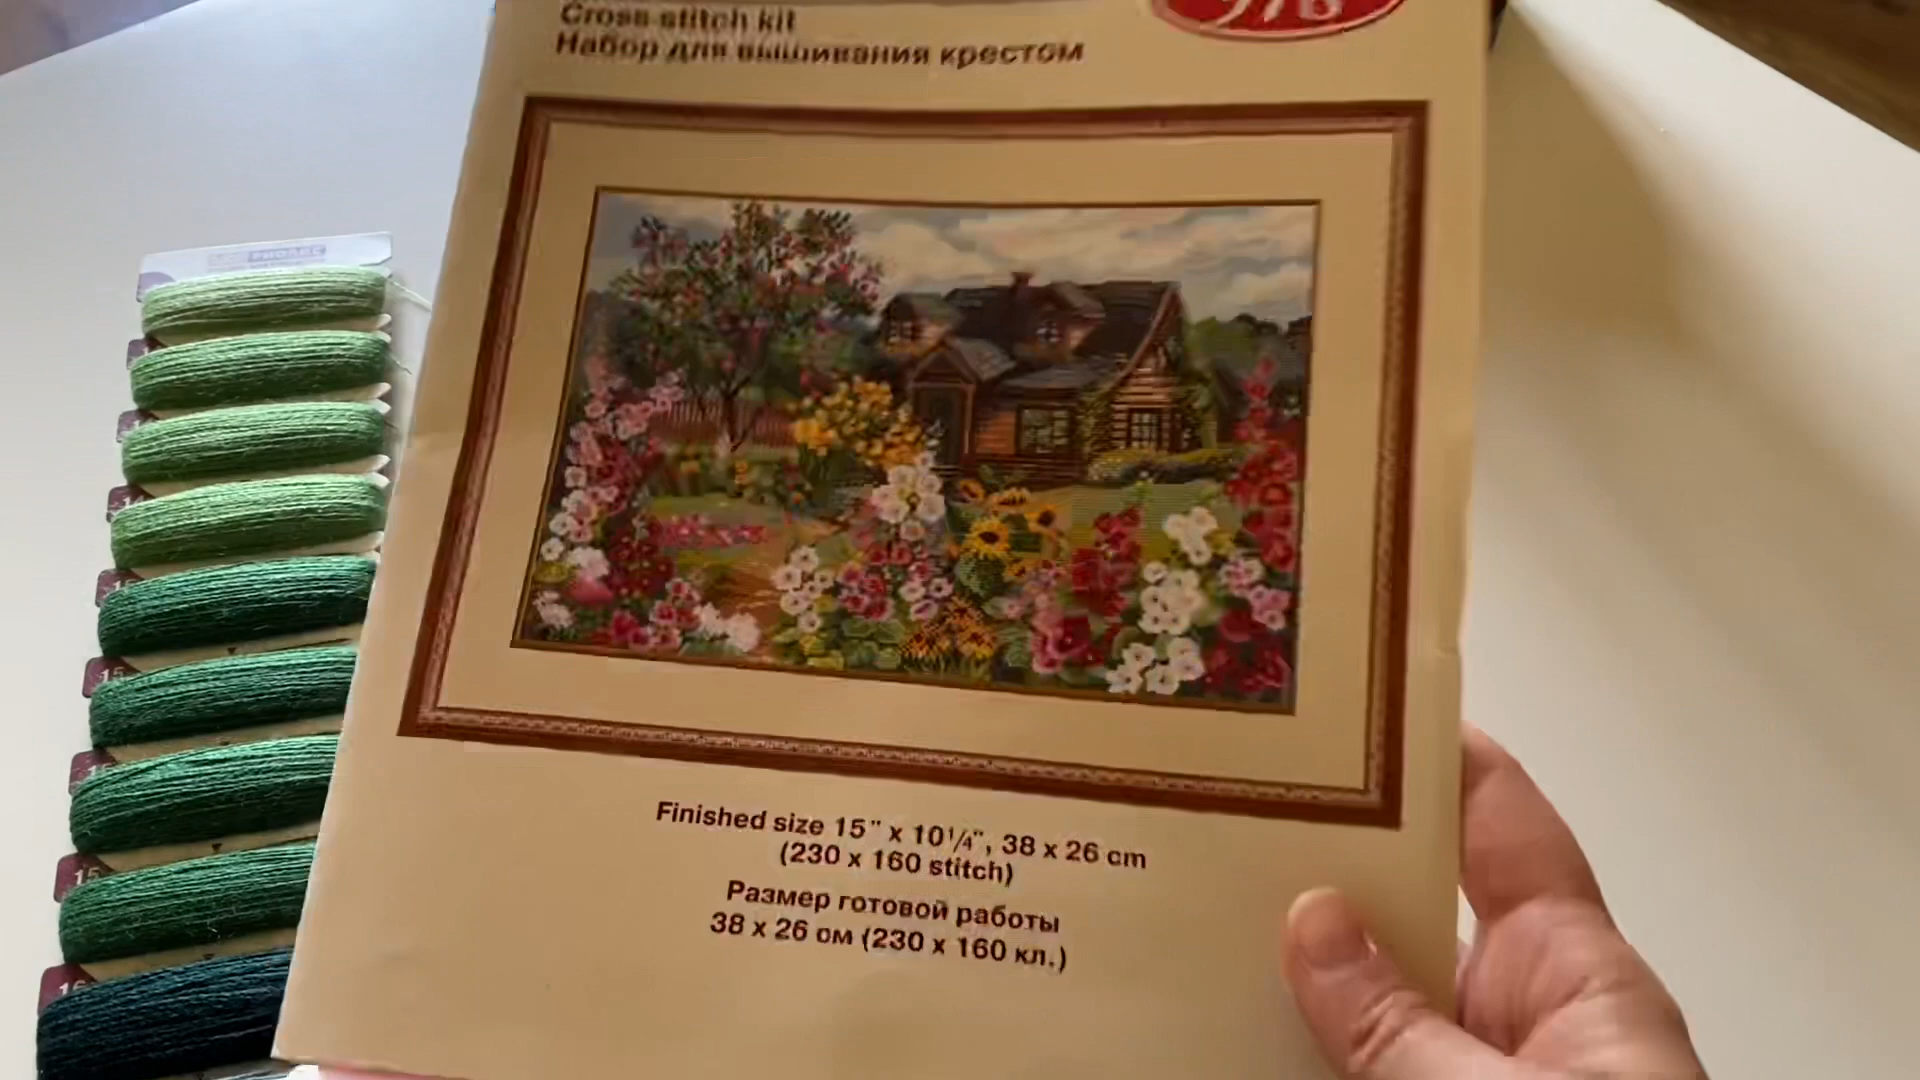 Cross-stitch kit
Набор для вышивания крестом
РИОЛИС
Finished size 15" x 10¼", 38 x 26 cm
(230 x 160 stitch)
Размер готовой работы
38 x 26 см (230 x 160 кл.)